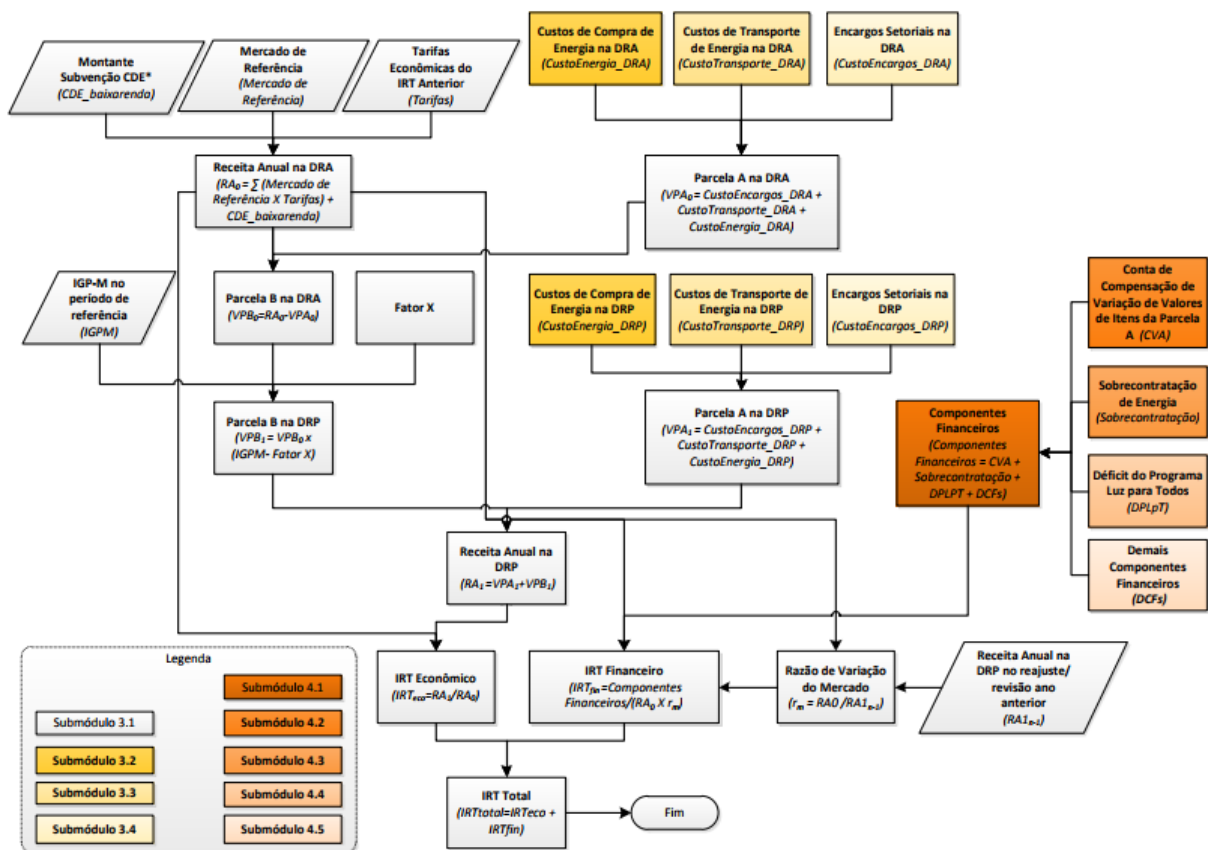 Montante
Subvenção CDE*
(CDE_baixarenda)
Mercado de
Referência
(Mercado de
Referência)
Tarifas
Econômicas do
IRT Anterior
(Tarifas)
Custos de Compra de
Energia na DRA
(CustoEnergia_DRA)
Custos de Transporte
de Energia na DRA
(CustoTransporte_DRA)
Encargos Setoriais na
DRA
(CustoEncargos_DRA)
Receita Anual na DRA
(RA₀ = ∑ (Mercado de
Referência X Tarifas) +
CDE_baixarenda)
Parcela A na DRA
(VPA₀ = CustoEncargos_DRA +
CustoTransporte_DRA +
CustoEnergia_DRA)
IGP-M no
período de
referência
(IGPM)
Parcela B na DRA
(VPB₀=RA₀-VPA₀)
Fator X
Custos de Compra de
Energia na DRP
(CustoEnergia_DRP)
Custos de Transporte
de Energia na DRP
(CustoTransporte_DRP)
Encargos Setoriais na
DRP
(CustoEncargos_DRP)
Conta de
Compensação de
Variação de Valores
de Itens da Parcela
A (CVA)
Parcela B na DRP
(VPB₁ = VPB₀ x
(IGPM- Fator X)
Parcela A na DRP
(VPA₁ = CustoEncargos_DRP +
CustoTransporte_DRP +
CustoEnergia_DRP)
Componentes
Financeiros
(Componentes
Financeiros = CVA +
Sobrecontratação +
DPLPT + DCFs)
Sobrecontratação
de Energia
(Sobrecontratação)
Déficit do Programa
Luz para Todos
(DPLpT)
Demais
Componentes
Financeiros
(DCFs)
Receita Anual na
DRP
(RA₁ =VPA₁+VPB₁)
IRT Econômico
(IRTeco=RA₁/RA₀)
IRT Financeiro
(IRTfin=Componentes
Financeiros/(RA₀ X rₘ)
Razão de Variação
do Mercado
(rₘ = RA0 /RA1ₙ₋₁)
Receita Anual na
DRP no reajuste/
revisão ano
anterior
(RA1ₙ₋₁)
IRT Total
(IRTtotal=IRTeco +
IRTfin)
Fim
Legenda
Submódulo 3.1
Submódulo 3.2
Submódulo 3.3
Submódulo 3.4
Submódulo 4.1
Submódulo 4.2
Submódulo 4.3
Submódulo 4.4
Submódulo 4.5